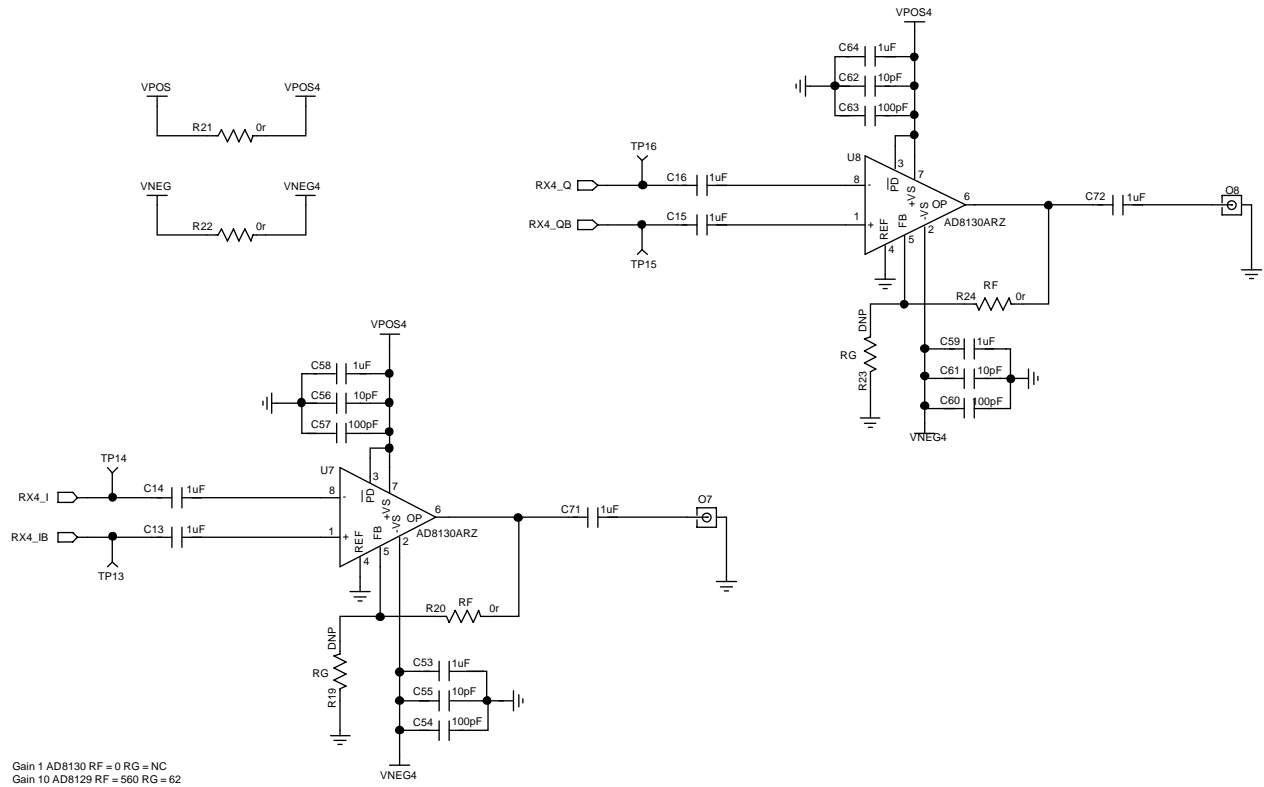 VPOS4
C64 1uF
C62 10pF
C63 100pF
VPOS VPOS4
R21 0r
VNEG VNEG4
R22 0r
TP16
RX4_Q
C16 1uF
RX4_QB
C15 1uF
TP15
U8
8 -
1 +
3
PD
7
+VS
-VS
OP
6
FB
REF
2
5
4
AD8130ARZ
C72 1uF
O8
R24 RF 0r
DNP
RG
R23
C59 1uF
C61 10pF
C60 100pF
VNEG4
VPOS4
C58 1uF
C56 10pF
C57 100pF
TP14
RX4_I
C14 1uF
RX4_IB
C13 1uF
TP13
U7
8 -
1 +
3
PD
7
+VS
-VS
OP
6
FB
REF
2
5
4
AD8130ARZ
C71 1uF
O7
R20 RF 0r
DNP
RG
R19
C53 1uF
C55 10pF
C54 100pF
VNEG4
Gain 1 AD8130 RF = 0 RG = NC
Gain 10 AD8129 RF = 560 RG = 62